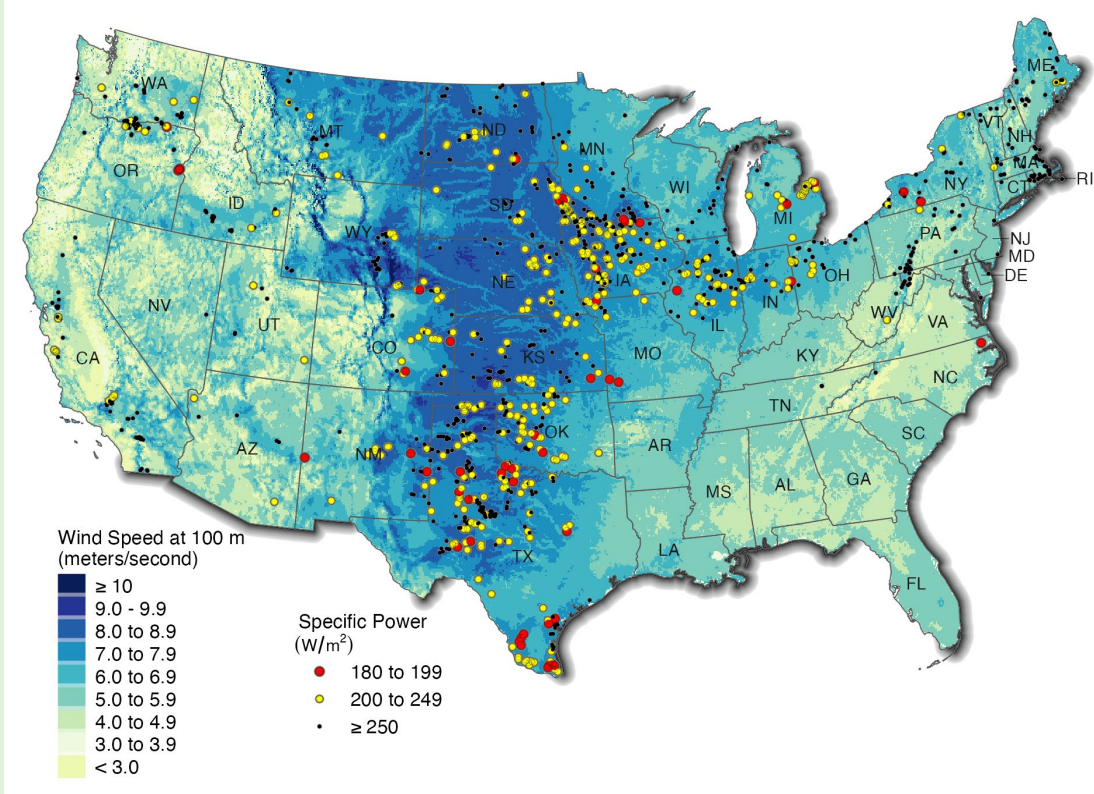 WA
OR
ID
MT
ND
MN
WI
MI
ME
VT
NH
MA
CT
RI
NY
SD
WY
NE
IA
IL
IN
OH
PA
NJ
MD
DE
WV
VA
NV
UT
CA
CO
KS
MO
KY
NC
TN
SC
AZ
NM
OK
AR
MS
AL
GA
TX
LA
FL
Wind Speed at 100 m
(meters/second)
≥ 10
9.0 - 9.9
8.0 to 8.9
7.0 to 7.9
6.0 to 6.9
5.0 to 5.9
4.0 to 4.9
3.0 to 3.9
< 3.0
Specific Power
(W/m²)
180 to 199
200 to 249
≥ 250